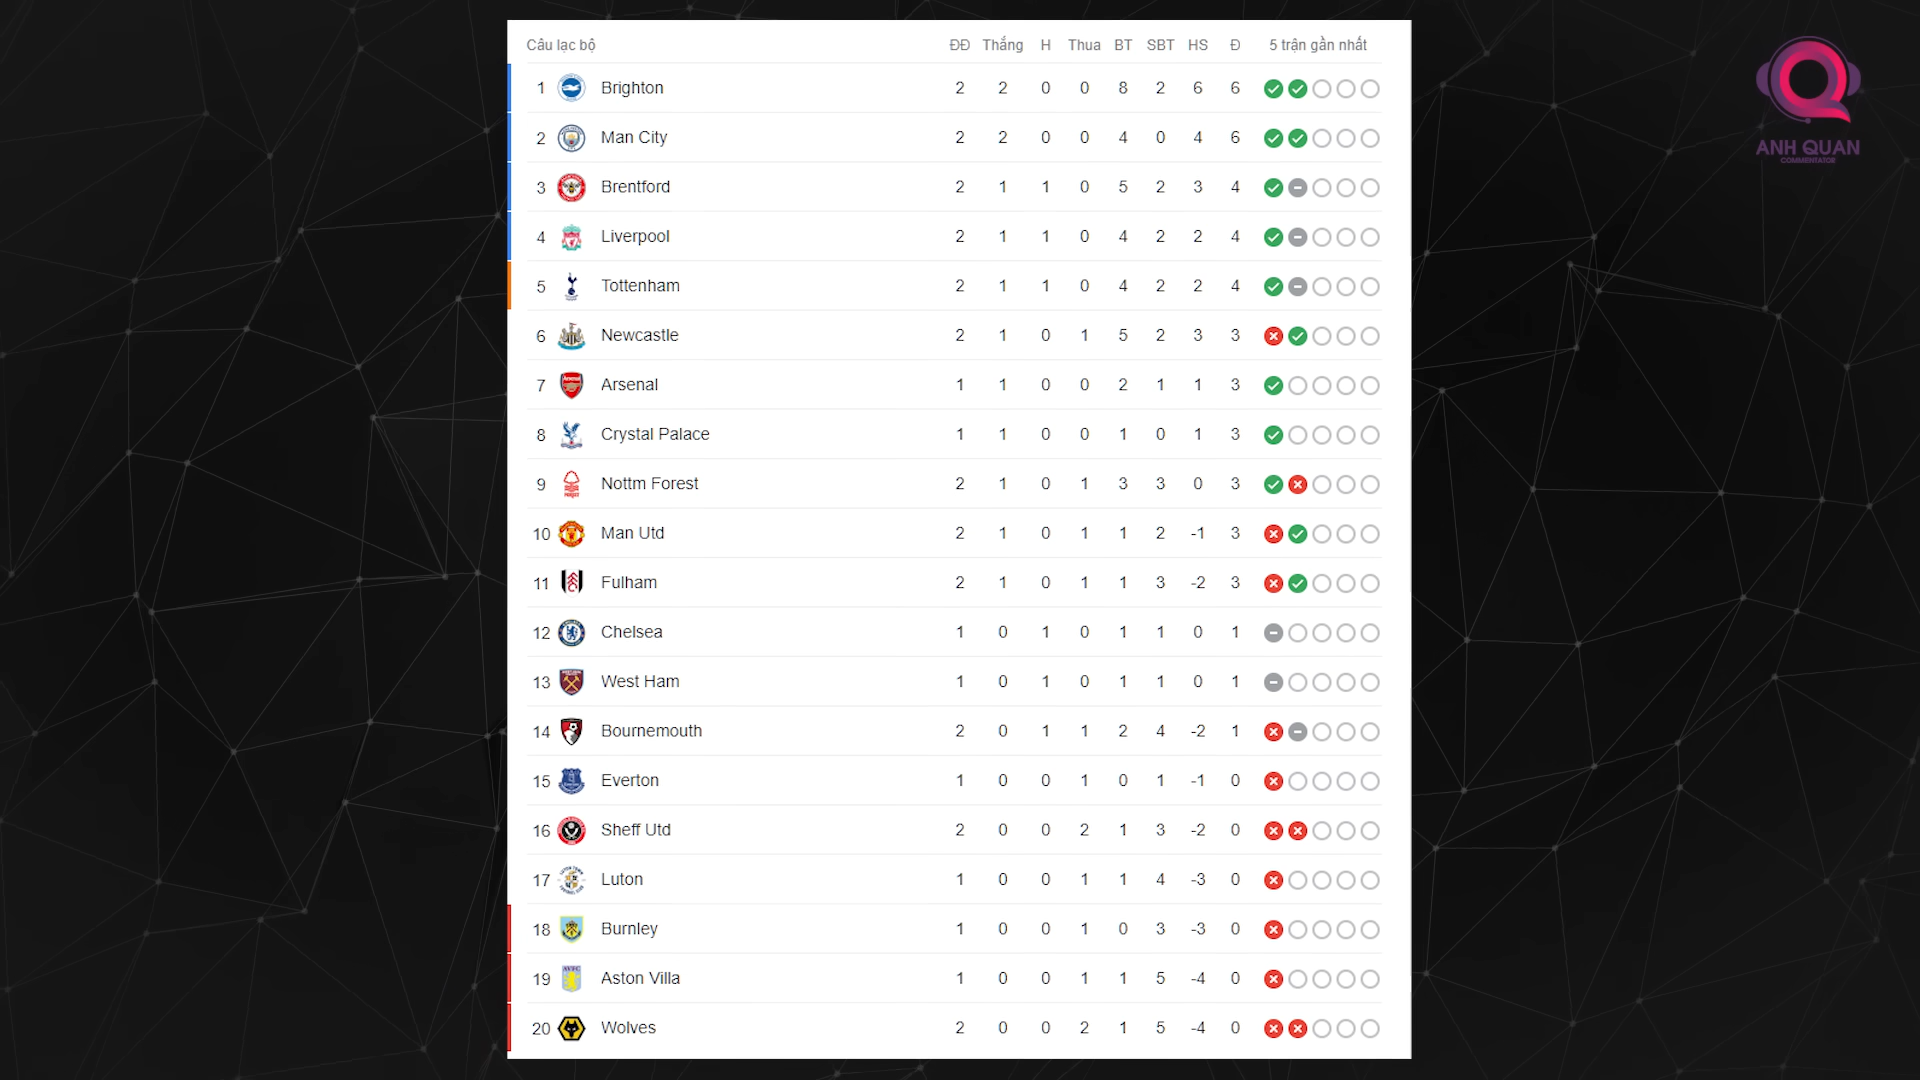 Câu lạc bộ ĐĐ Thắng H Thua BT SBT HS Đ 5 trận gần nhất
1 Brighton 2 2 0 0 8 2 6 6
2 Man City 2 2 0 0 4 0 4 6
3 Brentford 2 1 1 0 5 2 3 4
4 Liverpool 2 1 1 0 4 2 2 4
5 Tottenham 2 1 1 0 4 2 2 4
6 Newcastle 2 1 0 1 5 2 3 3
7 Arsenal 1 1 0 0 2 1 1 3
8 Crystal Palace 1 1 0 0 1 0 1 3
9 Nottm Forest 2 1 0 1 3 3 0 3
10 Man Utd 2 1 0 1 1 2 -1 3
11 Fulham 2 1 0 1 1 3 -2 3
12 Chelsea 1 0 1 0 1 1 0 1
13 West Ham 1 0 1 0 1 1 0 1
14 Bournemouth 2 0 1 1 2 4 -2 1
15 Everton 1 0 0 1 0 1 -1 0
16 Sheff Utd 2 0 0 2 1 3 -2 0
17 Luton 1 0 0 1 1 4 -3 0
18 Burnley 1 0 0 1 0 3 -3 0
19 Aston Villa 1 0 0 1 1 5 -4 0
20 Wolves 2 0 0 2 1 5 -4 0
ANH QUAN
COMMENTATOR